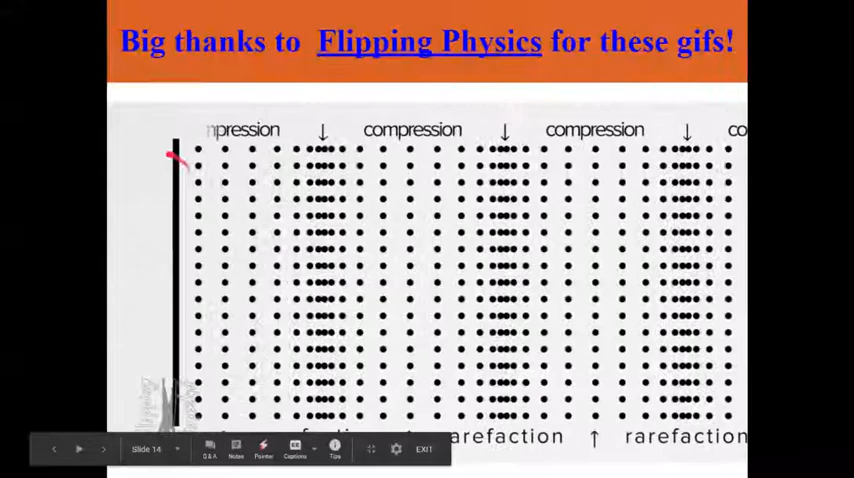 Big thanks to Flipping Physics for these gifs!
npression ↓ compression ↓ compression ↓ co
arefaction ↑ rarefaction
Slide 14 Q & A Notes Pointer Captions Tips EXIT